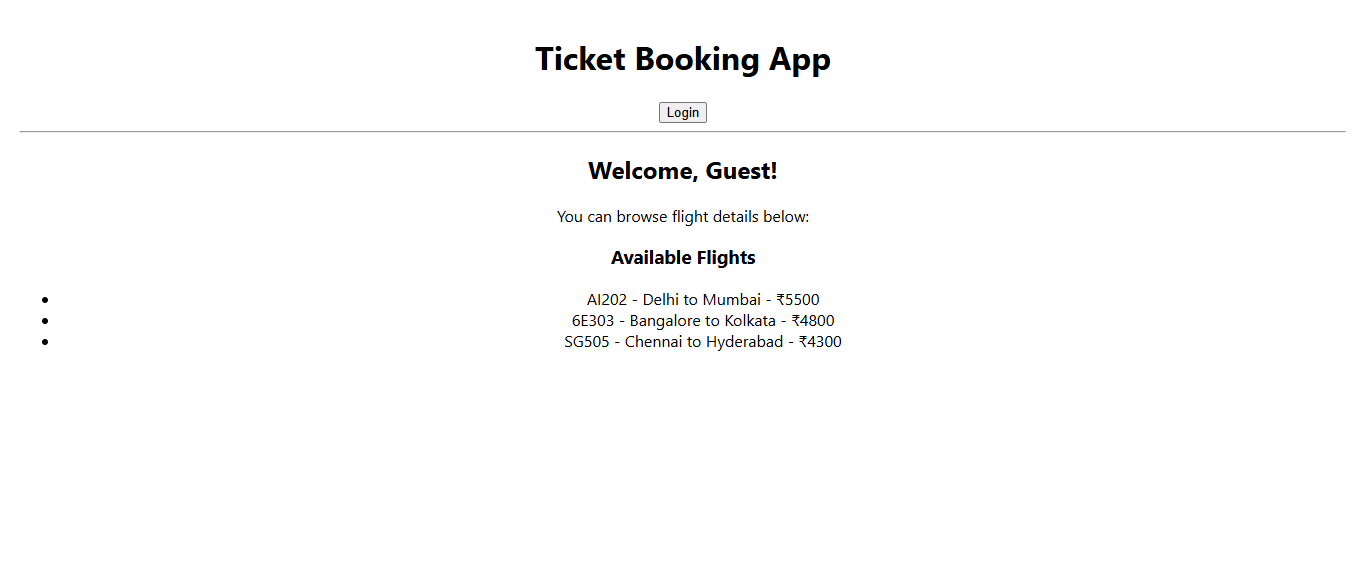 Ticket Booking App
Login
Welcome, Guest!
You can browse flight details below:
Available Flights
AI202 - Delhi to Mumbai - ₹5500
6E303 - Bangalore to Kolkata - ₹4800
SG505 - Chennai to Hyderabad - ₹4300